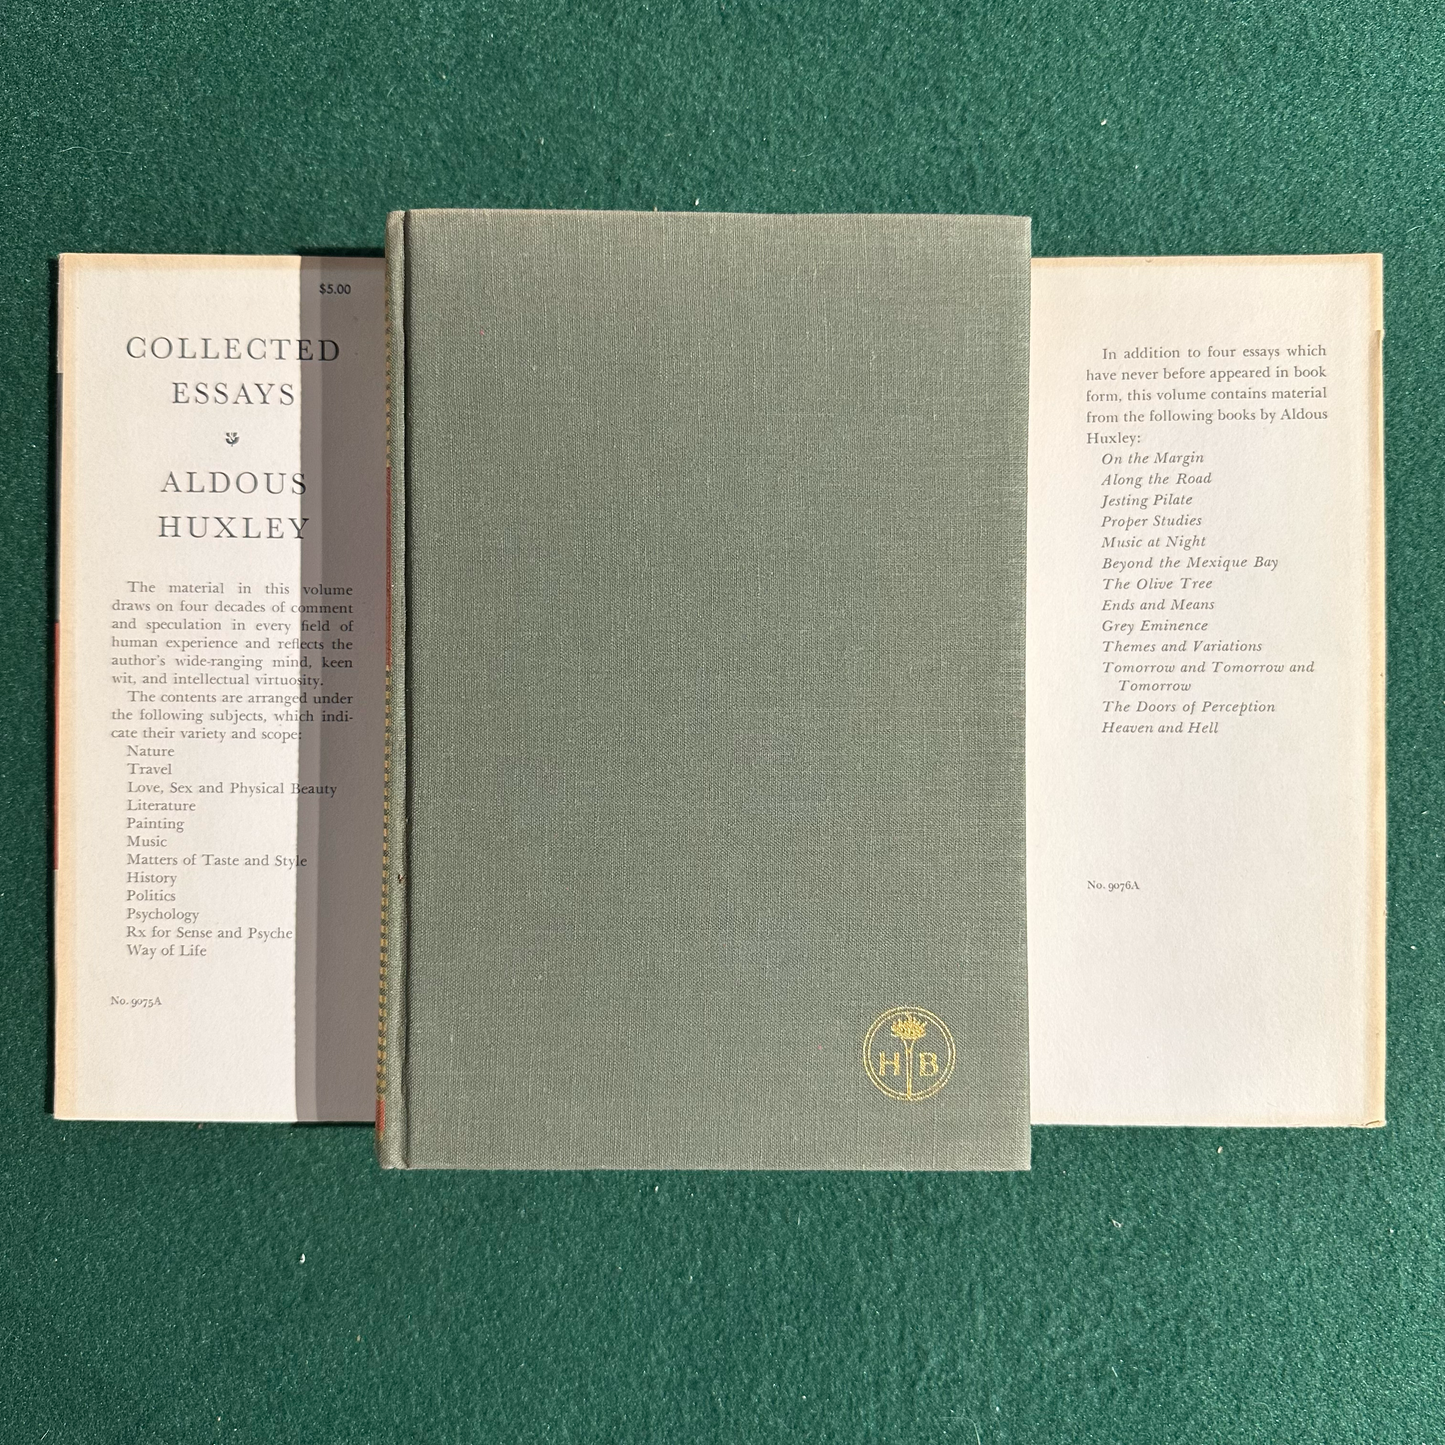 $5.00
COLLECTED
ESSAYS
ALDOUS
HUXLEY
The material in this volume
draws on four decades of comment
and speculation in every field of
human experience and reflects the
author's wide-ranging mind, keen
wit, and intellectual virtuosity.
The contents are arranged under
the following subjects, which indi-
cate their variety and scope:
Nature
Travel
Love, Sex and Physical Beauty
Literature
Painting
Music
Matters of Taste and Style
History
Politics
Psychology
Rx for Sense and Psyche
Way of Life
No. 9075A
H B
In addition to four essays which
have never before appeared in book
form, this volume contains material
from the following books by Aldous
Huxley:
On the Margin
Along the Road
Jesting Pilate
Proper Studies
Music at Night
Beyond the Mexique Bay
The Olive Tree
Ends and Means
Grey Eminence
Themes and Variations
Tomorrow and Tomorrow and
Tomorrow
The Doors of Perception
Heaven and Hell
No. 9076A